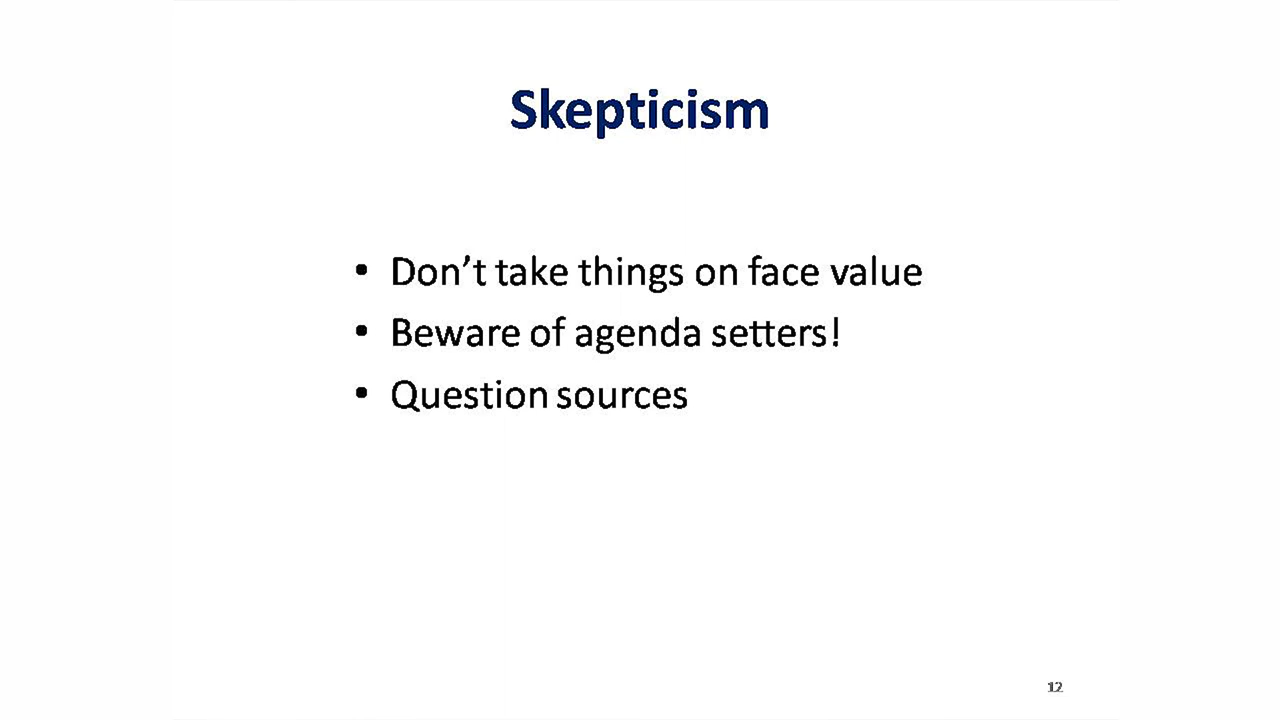 Skepticism
• Don’t take things on face value
• Beware of agenda setters!
• Question sources
12